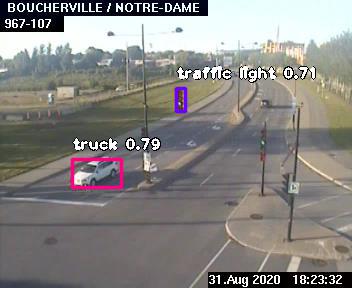 BOUCHERVILLE / NOTRE-DAME
967-107
traffic light 0.71
truck 0.79
31.Aug 2020 18:23:32